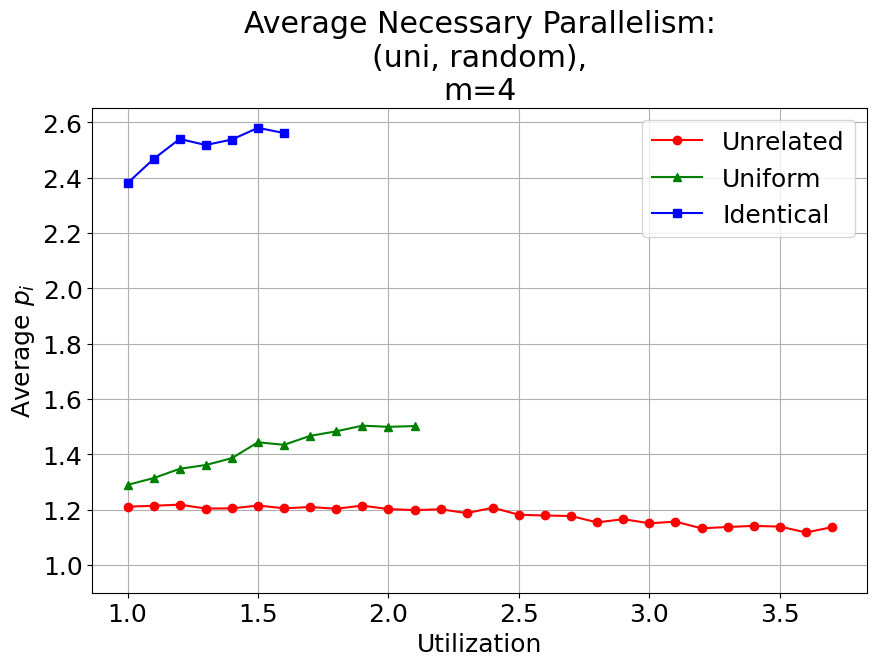 Average Necessary Parallelism:
(uni, random),
m=4
Unrelated
Uniform
Identical
Average $p_i$
2.6
2.4
2.2
2.0
1.8
1.6
1.4
1.2
1.0
1.0 1.5 2.0 2.5 3.0 3.5
Utilization